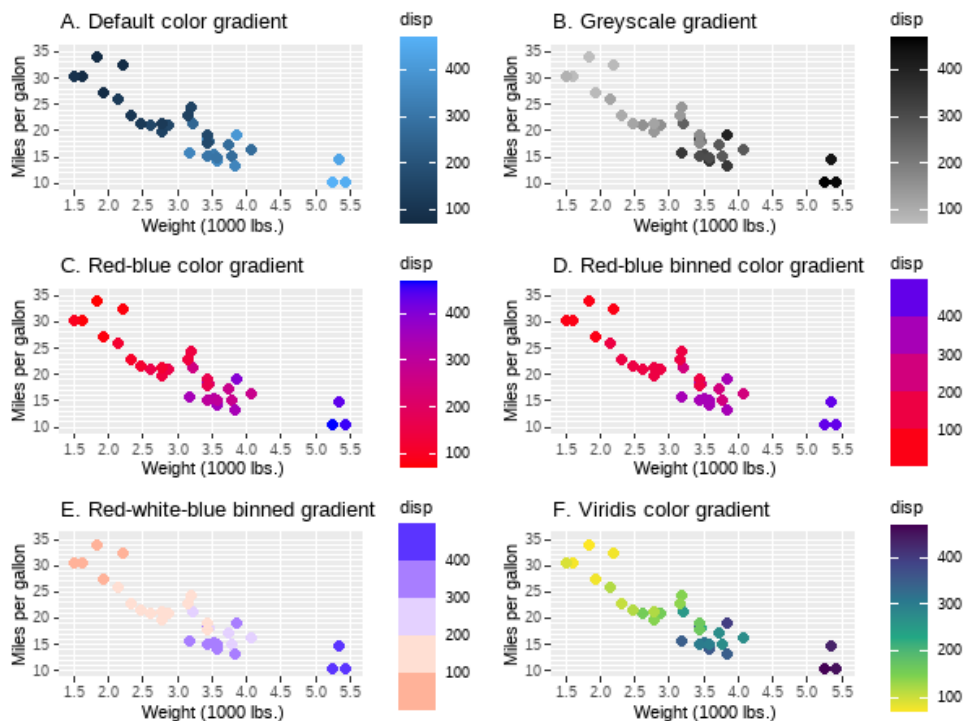 A. Default color gradient
disp
35
30
25
20
15
10
Miles per gallon
1.5 2.0 2.5 3.0 3.5 4.0 4.5 5.0 5.5
Weight (1000 lbs.)
400
300
200
100
B. Greyscale gradient
disp
35
30
25
20
15
10
Miles per gallon
1.5 2.0 2.5 3.0 3.5 4.0 4.5 5.0 5.5
Weight (1000 lbs.)
400
300
200
100
C. Red-blue color gradient
disp
35
30
25
20
15
10
Miles per gallon
1.5 2.0 2.5 3.0 3.5 4.0 4.5 5.0 5.5
Weight (1000 lbs.)
400
300
200
100
D. Red-blue binned color gradient
disp
35
30
25
20
15
10
Miles per gallon
1.5 2.0 2.5 3.0 3.5 4.0 4.5 5.0 5.5
Weight (1000 lbs.)
400
300
200
100
E. Red-white-blue binned gradient
disp
35
30
25
20
15
10
Miles per gallon
1.5 2.0 2.5 3.0 3.5 4.0 4.5 5.0 5.5
Weight (1000 lbs.)
400
300
200
100
F. Viridis color gradient
disp
35
30
25
20
15
10
Miles per gallon
1.5 2.0 2.5 3.0 3.5 4.0 4.5 5.0 5.5
Weight (1000 lbs.)
400
300
200
100